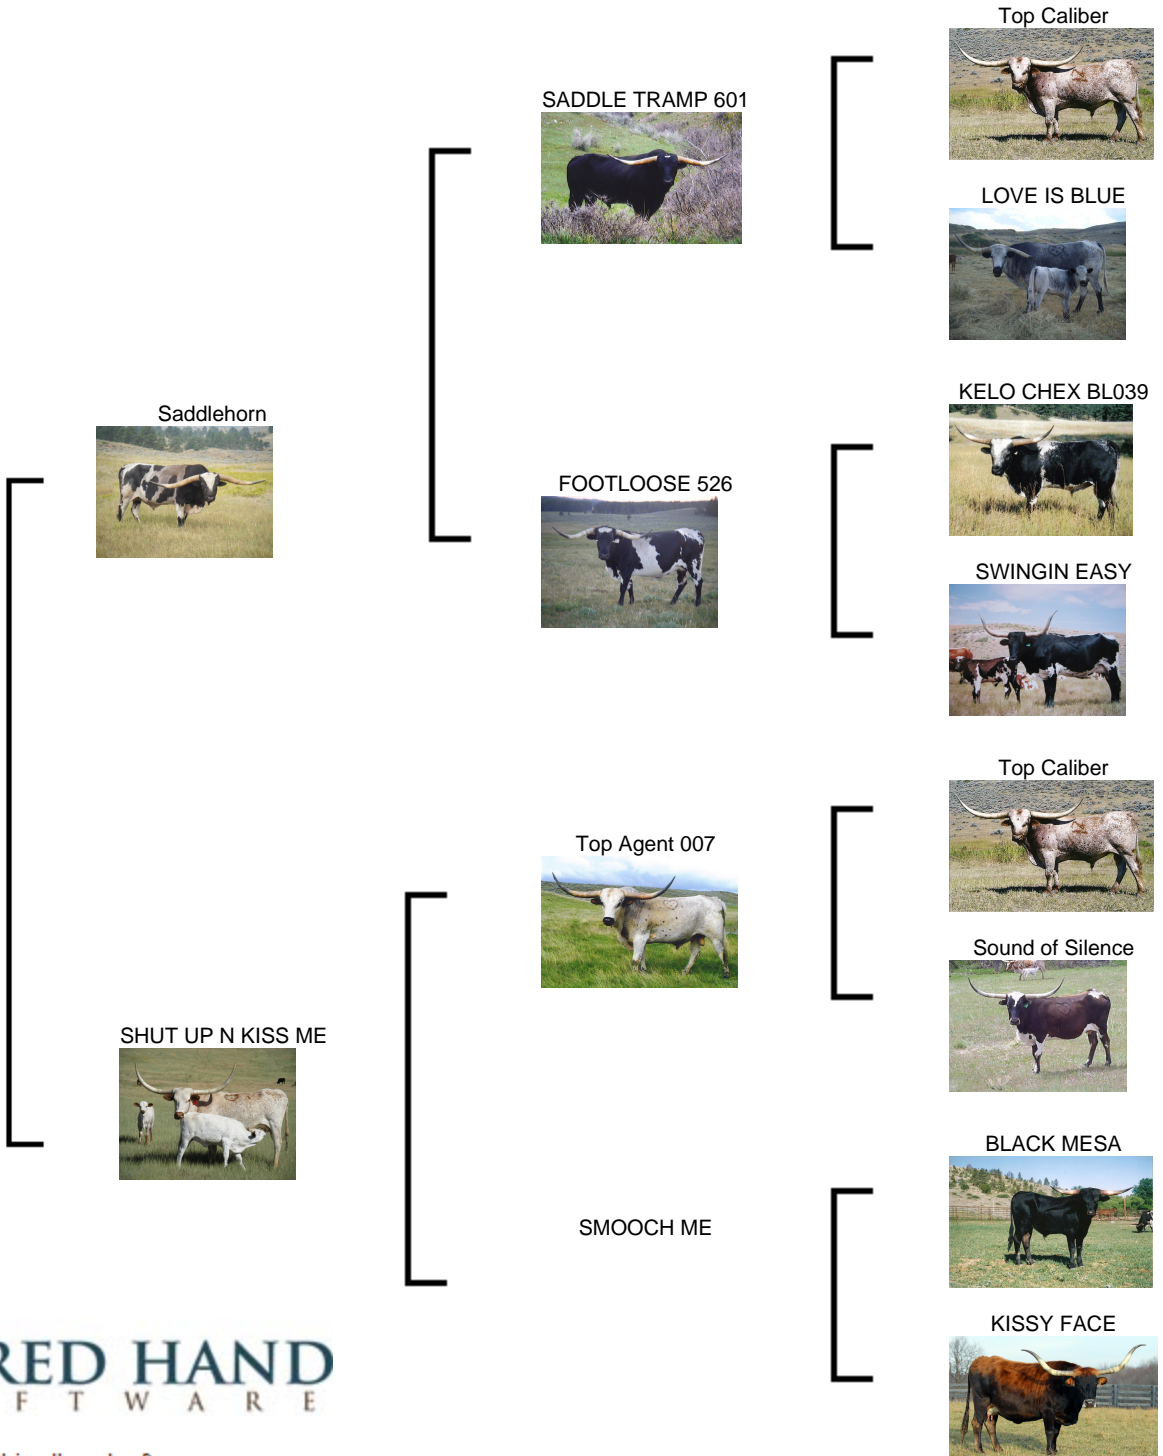 Top Caliber
SADDLE TRAMP 601
LOVE IS BLUE
KELO CHEX BL039
Saddlehorn
FOOTLOOSE 526
SWINGIN EASY
Top Caliber
Top Agent 007
Sound of Silence
SHUT UP N KISS ME
BLACK MESA
SMOOCH ME
KISSY FACE
RED HAND
F T W A R E